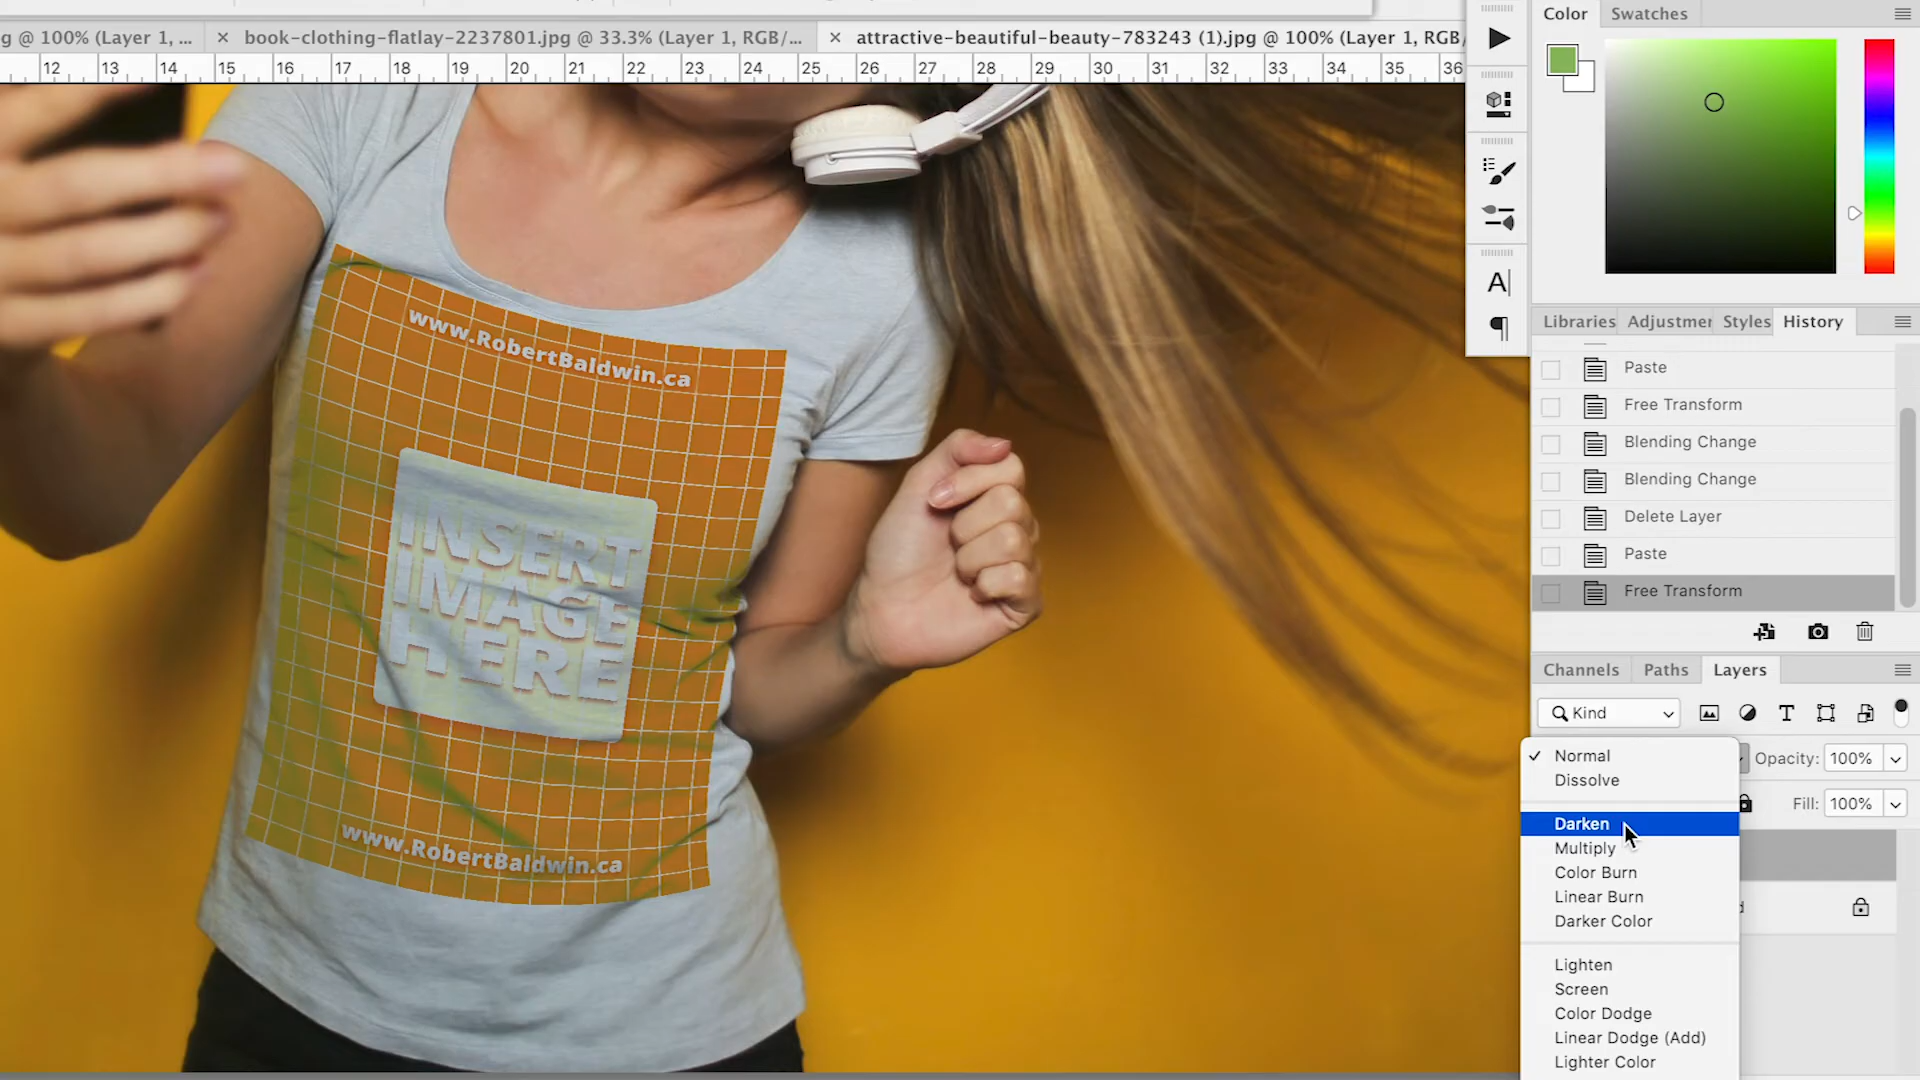 g @ 100% (Layer 1, ...
book-clothing-flatlay-2237801.jpg @ 33.3% (Layer 1, RGB/...
attractive-beautiful-beauty-783243 (1).jpg @ 100% (Layer 1, RGB/
12 13 14 15 16 17 18 19 20 21 22 23 24 25 26 27 28 29 30 31 32 33 34 35 36
Color
Swatches
www.RobertBaldwin.ca
INSERT
IMAGE
HERE
www.RobertBaldwin.ca
A
Libraries
Adjustmer
Styles
History
Paste
Free Transform
Blending Change
Blending Change
Delete Layer
Paste
Free Transform
Channels
Paths
Layers
Kind
Normal
Opacity: 100%
Dissolve
Fill: 100%
Darken
Multiply
Color Burn
Linear Burn
Darker Color
Lighten
Screen
Color Dodge
Linear Dodge (Add)
Lighter Color